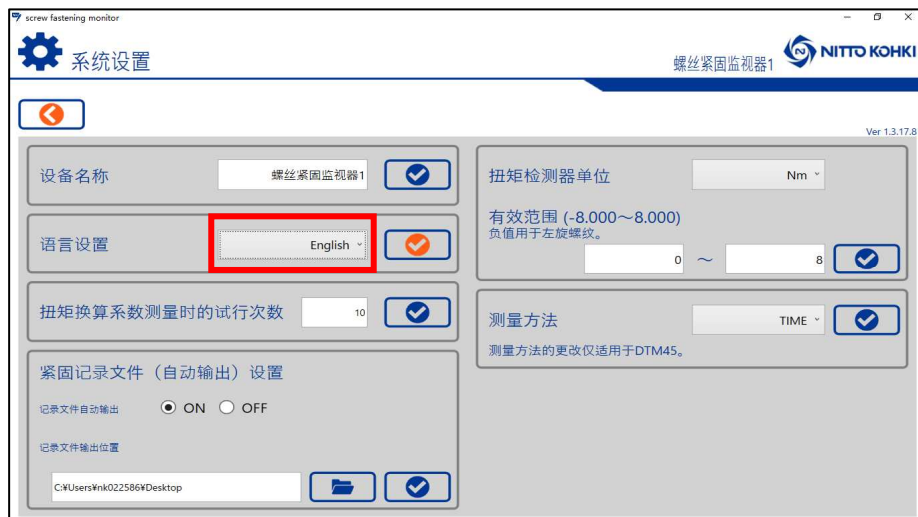 screw fastening monitor
系统设置
螺丝紧固监视器1
NITTO KOHKI
Ver 1.3.17.8
设备名称
螺丝紧固监视器1
语言设置
English
扭矩换算系数测量时的试行次数
10
紧固记录文件（自动输出）设置
记录文件自动输出
ON
OFF
记录文件输出位置
C:¥Users¥nk022586¥Desktop
扭矩检测器单位
Nm
有效范围 (-8.000～8.000)
负值用于左旋螺纹。
0 ～ 8
测量方法
TIME
测量方法的更改仅适用于DTM45。